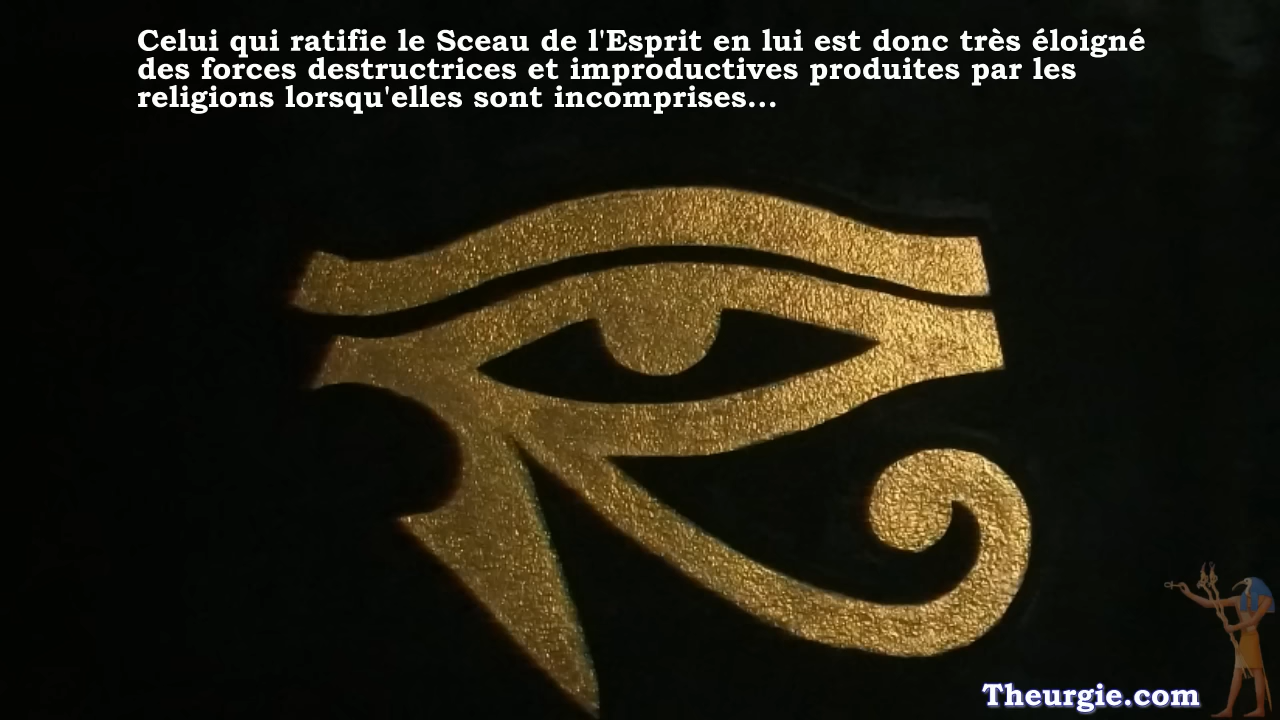 Celui qui ratifie le Sceau de l'Esprit en lui est donc très éloigné
des forces destructrices et improductives produites par les
religions lorsqu'elles sont incomprises...
Theurgie.com